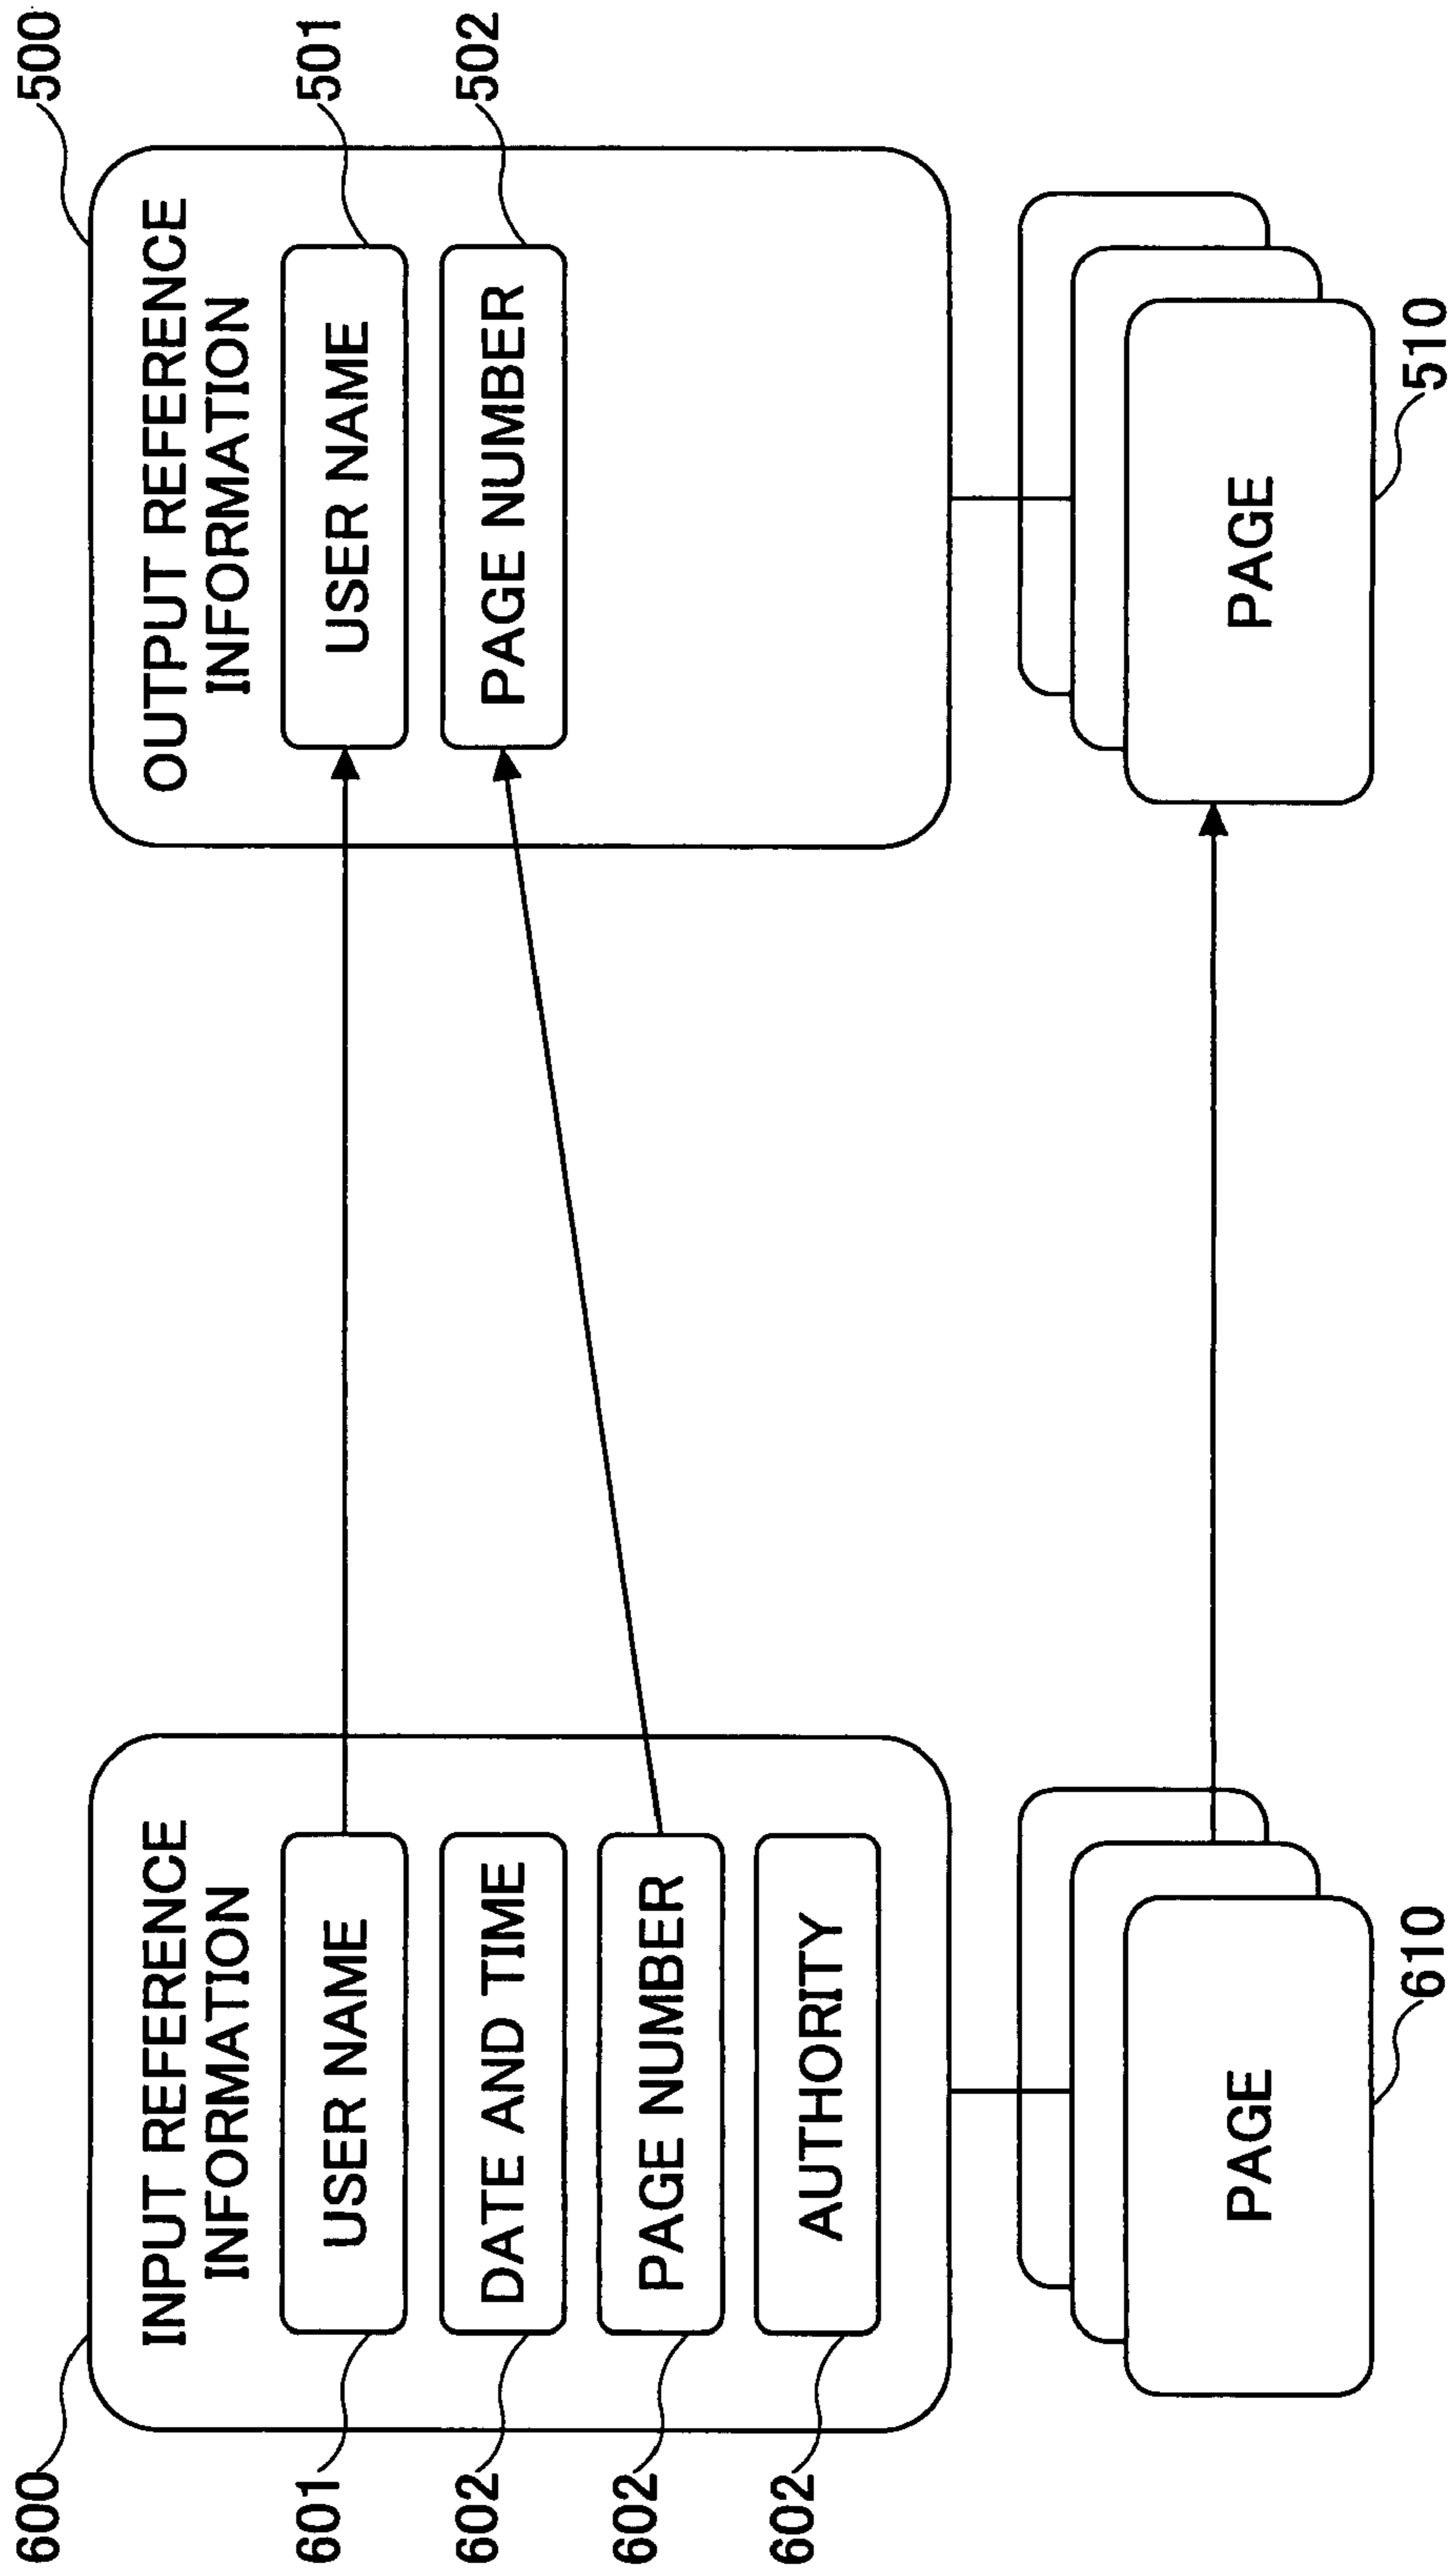 600
INPUT REFERENCE
INFORMATION
601
USER NAME
602
DATE AND TIME
602
PAGE NUMBER
602
AUTHORITY
PAGE
610
500
OUTPUT REFERENCE
INFORMATION
USER NAME
501
PAGE NUMBER
502
PAGE
510